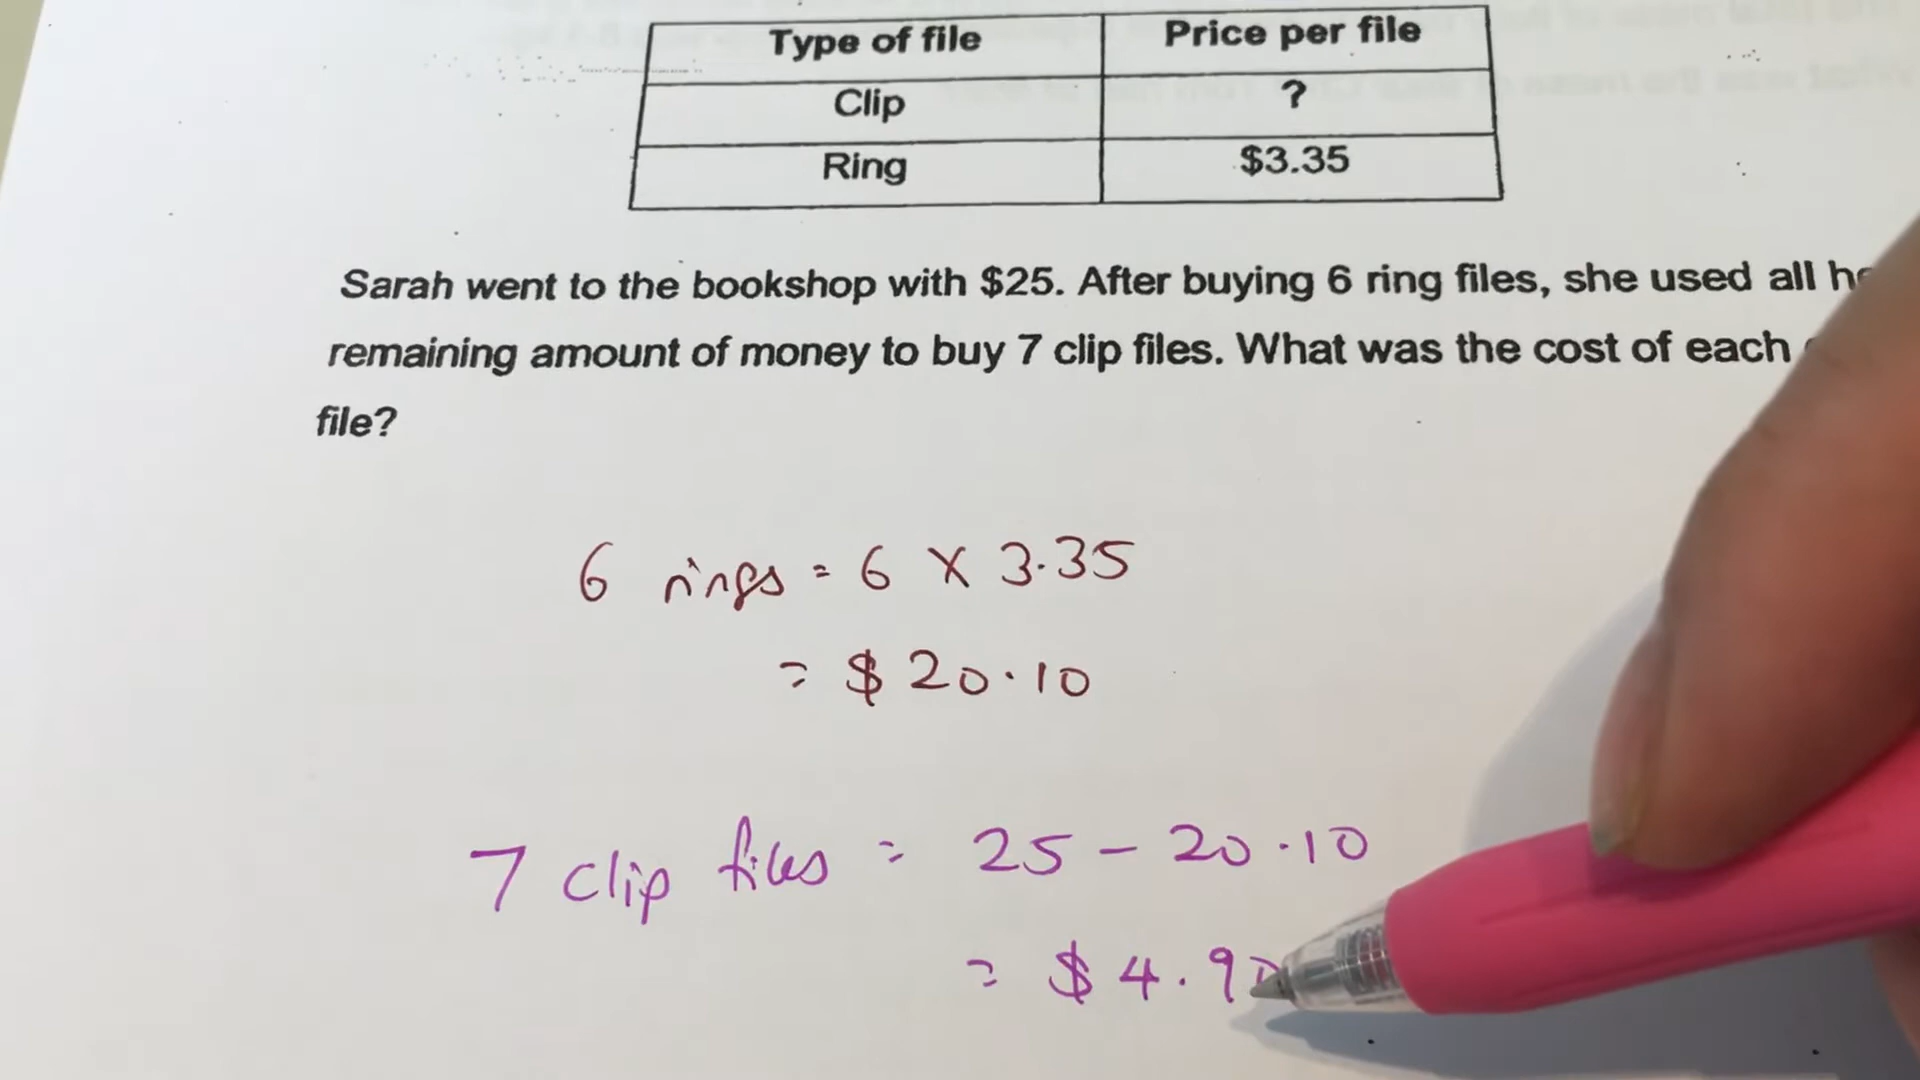 Type of file Price per file
Clip ?
Ring $3.35
Sarah went to the bookshop with $25. After buying 6 ring files, she used all
remaining amount of money to buy 7 clip files. What was the cost of each
file?
6 rings = 6 X 3.35
= $ 20.10
7 clip files = 25 - 20.10
= $ 4.90